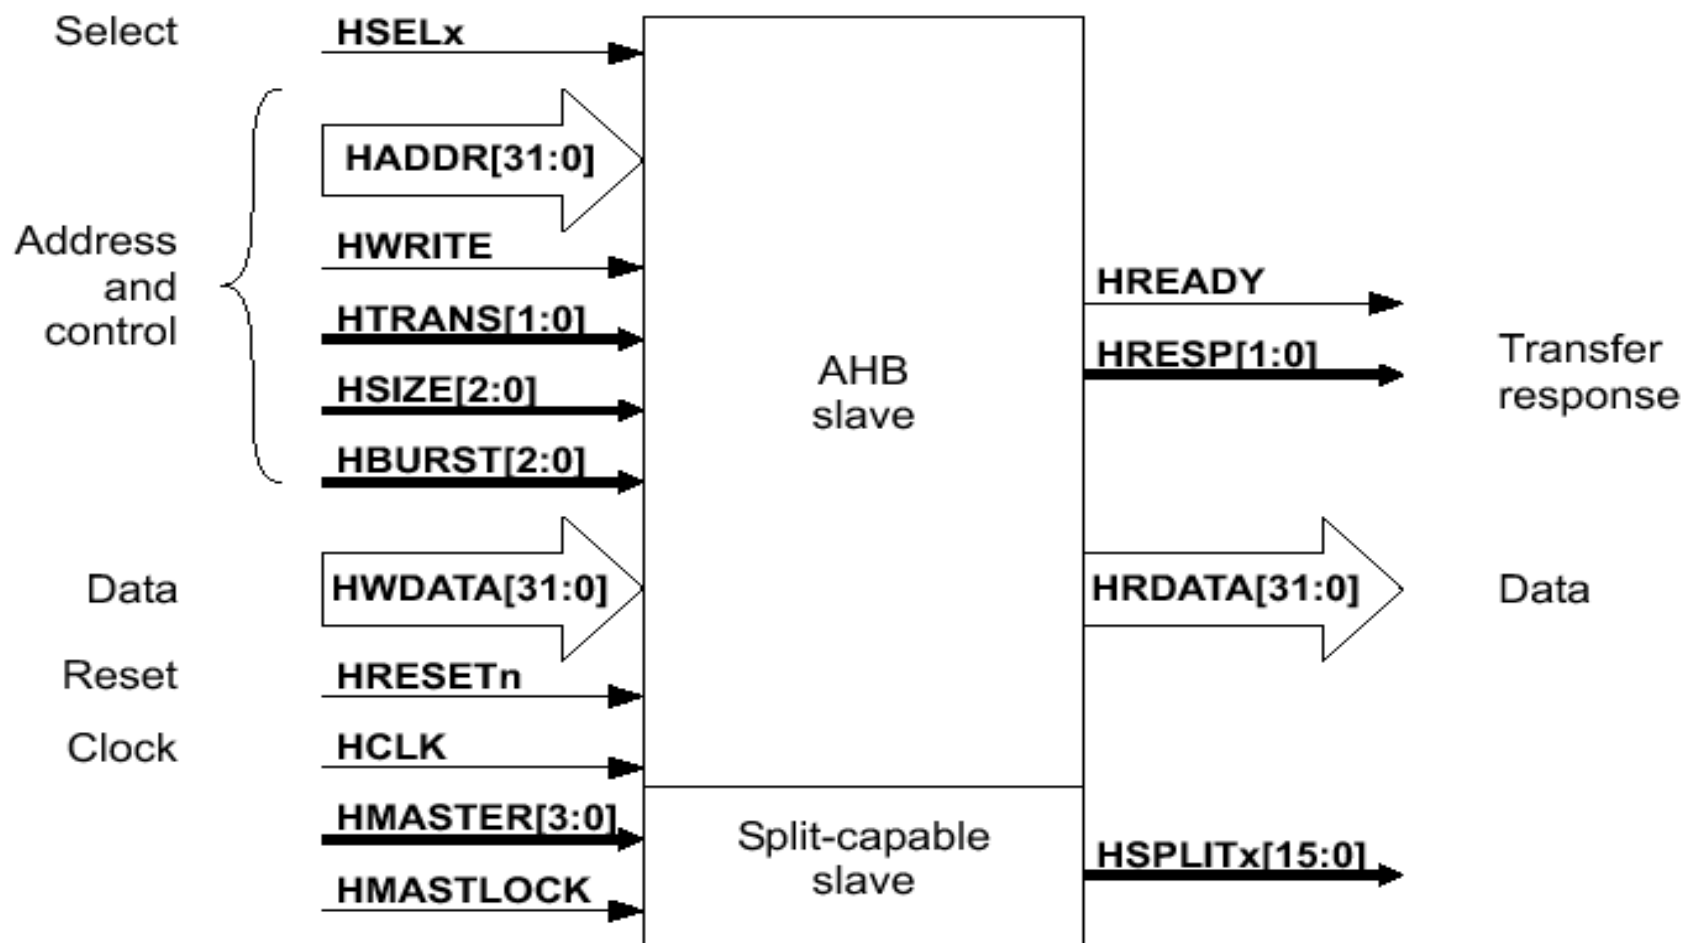 Select
HSELx
HADDR[31:0]
Address
and
control
HWRITE
HTRANS[1:0]
HSIZE[2:0]
HBURST[2:0]
Data
HWDATA[31:0]
Reset
HRESETn
Clock
HCLK
HMASTER[3:0]
HMASTLOCK
AHB
slave
Split-capable
slave
HREADY
HRESP[1:0]
Transfer
response
HRDATA[31:0]
Data
HSPLITx[15:0]